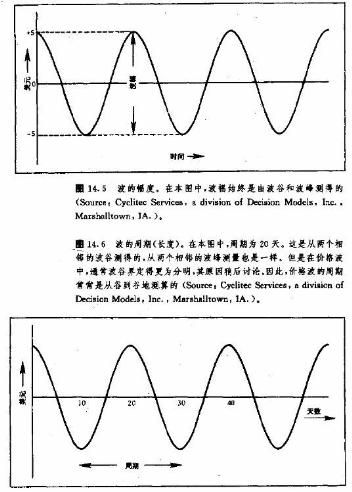 +5
美元
0
-5
振幅
时间
图 14.5 波的幅度。在本图中,波幅始终是由波谷和波峰测得的
(Source: Cyclitec Services, a division of Decision Models, Inc.,
Marshalltown, IA.)。
图 14.6 波的周期(长度)。在本图中,周期为 20 天。这是从两个相
邻的波谷测得的,从两个相邻的波峰测量也是一样。但是在价格波
中,通常波谷界定得更为分明,其原因稍后讨论。因此,价格波的周期
常常是从谷到谷地测算的 (Source: Cyclitec Services, a division of
Decision Models, Inc., Marshalltown, IA.)。
美元
10 20 30 40
天数
周期